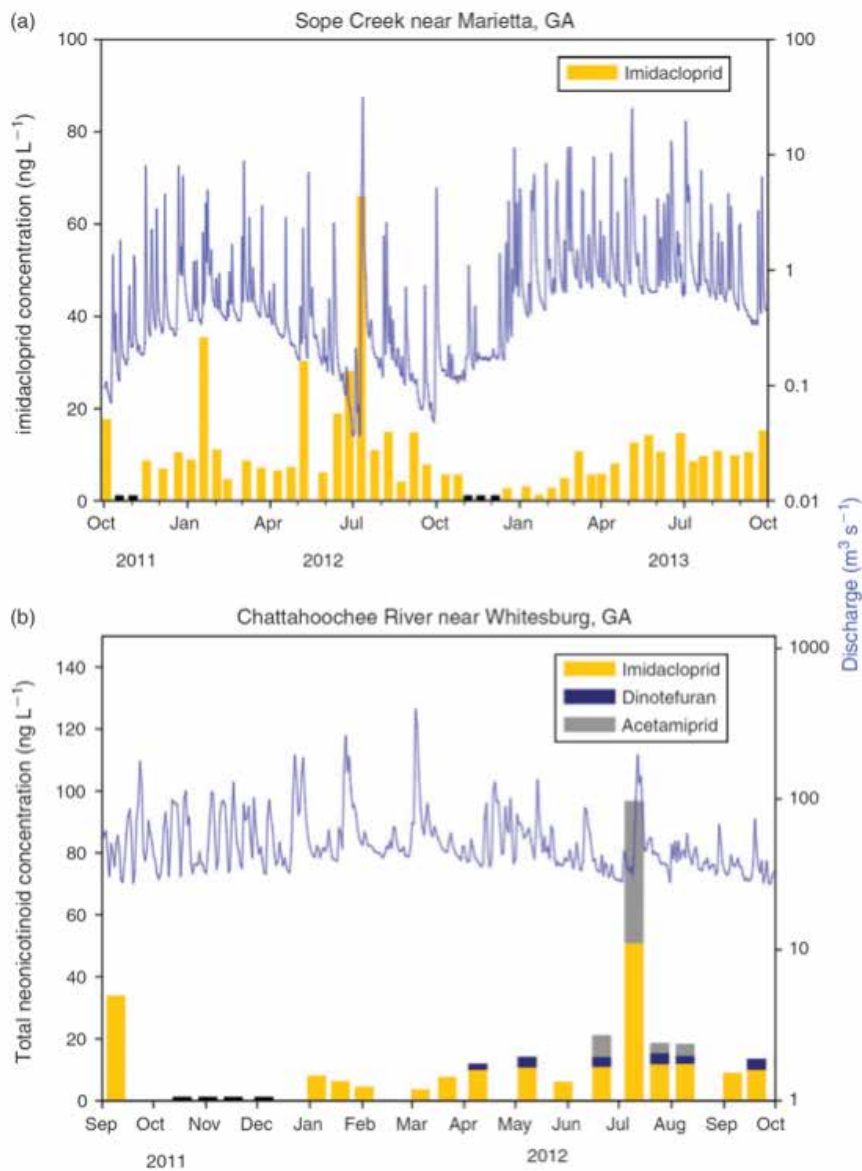 (a)
Sope Creek near Marietta, GA
Imidacloprid
imidacloprid concentration (ng L⁻¹)
100
80
60
40
20
0
100
10
1
0.1
0.01
Oct Jan Apr Jul Oct Jan Apr Jul Oct
2011 2012 2013
Discharge (m³ s⁻¹)
(b)
Chattahoochee River near Whitesburg, GA
Imidacloprid
Dinotefuran
Acetamiprid
Total neonicotinoid concentration (ng L⁻¹)
140
120
100
80
60
40
20
0
1000
100
10
1
Sep Oct Nov Dec Jan Feb Mar Apr May Jun Jul Aug Sep Oct
2011 2012